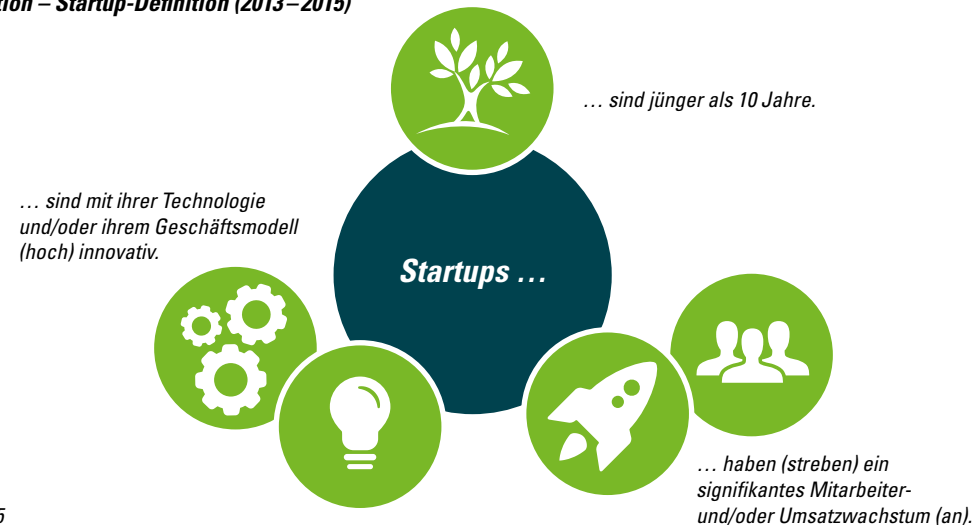 – Startup-Definition (2013–2015)
… sind jünger als 10 Jahre.
… sind mit ihrer Technologie
und/oder ihrem Geschäftsmodell
(hoch) innovativ.
Startups …
… haben (streben) ein
signifikantes Mitarbeiter-
und/oder Umsatzwachstum (an).
5